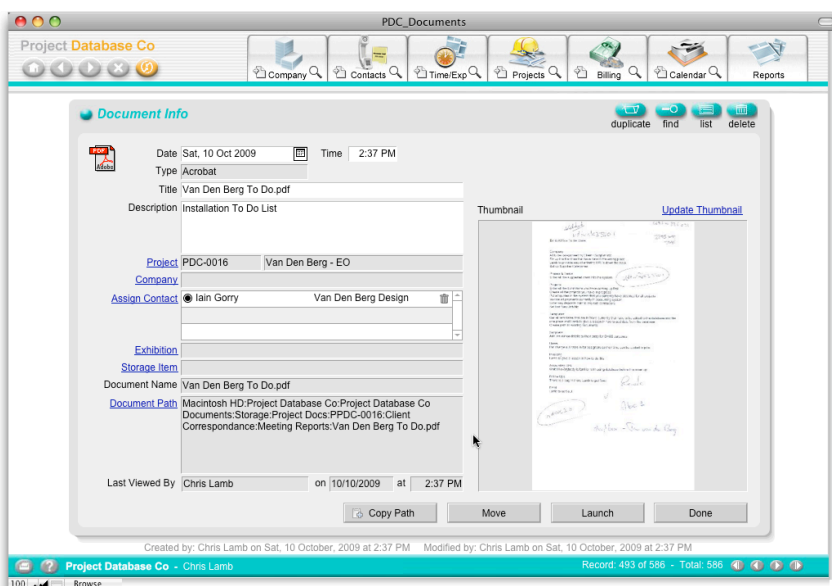 PDC_Documents
Project Database Co
Company
Contacts
Time/Exp
Projects
Billing
Calendar
Reports
Document Info
duplicate find list delete
PDF
Adobe
Date Sat, 10 Oct 2009 Time 2:37 PM
Type Acrobat
Title Van Den Berg To Do.pdf
Description Installation To Do List
Thumbnail Update Thumbnail
Project PDC-0016 Van Den Berg - EO
Company
Assign Contact Iain Gorry Van Den Berg Design
Exhibition
Storage Item
Document Name Van Den Berg To Do.pdf
Document Path Macintosh HD:Project Database Co:Project Database Co
Documents:Storage:Project Docs:PPDC-0016:Client
Correspondance:Meeting Reports:Van Den Berg To Do.pdf
Last Viewed By Chris Lamb on 10/10/2009 at 2:37 PM
Copy Path Move Launch Done
Created by: Chris Lamb on Sat, 10 October, 2009 at 2:37 PM Modified by: Chris Lamb on Sat, 10 October, 2009 at 2:37 PM
Project Database Co - Chris Lamb Record: 493 of 586 - Total: 586
100 Browse